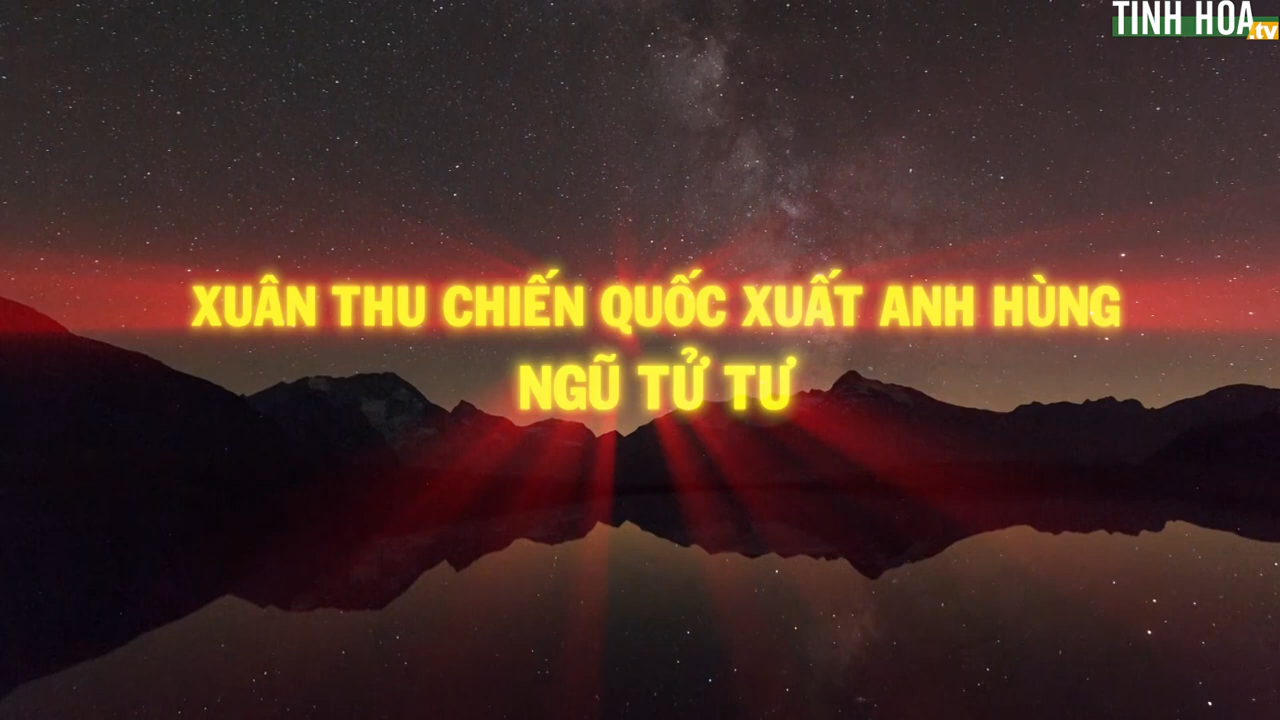 TINH HOA
.tv
XUÂN THU CHIẾN QUỐC XUẤT ANH HÙNG
NGŨ TỬ TƯ